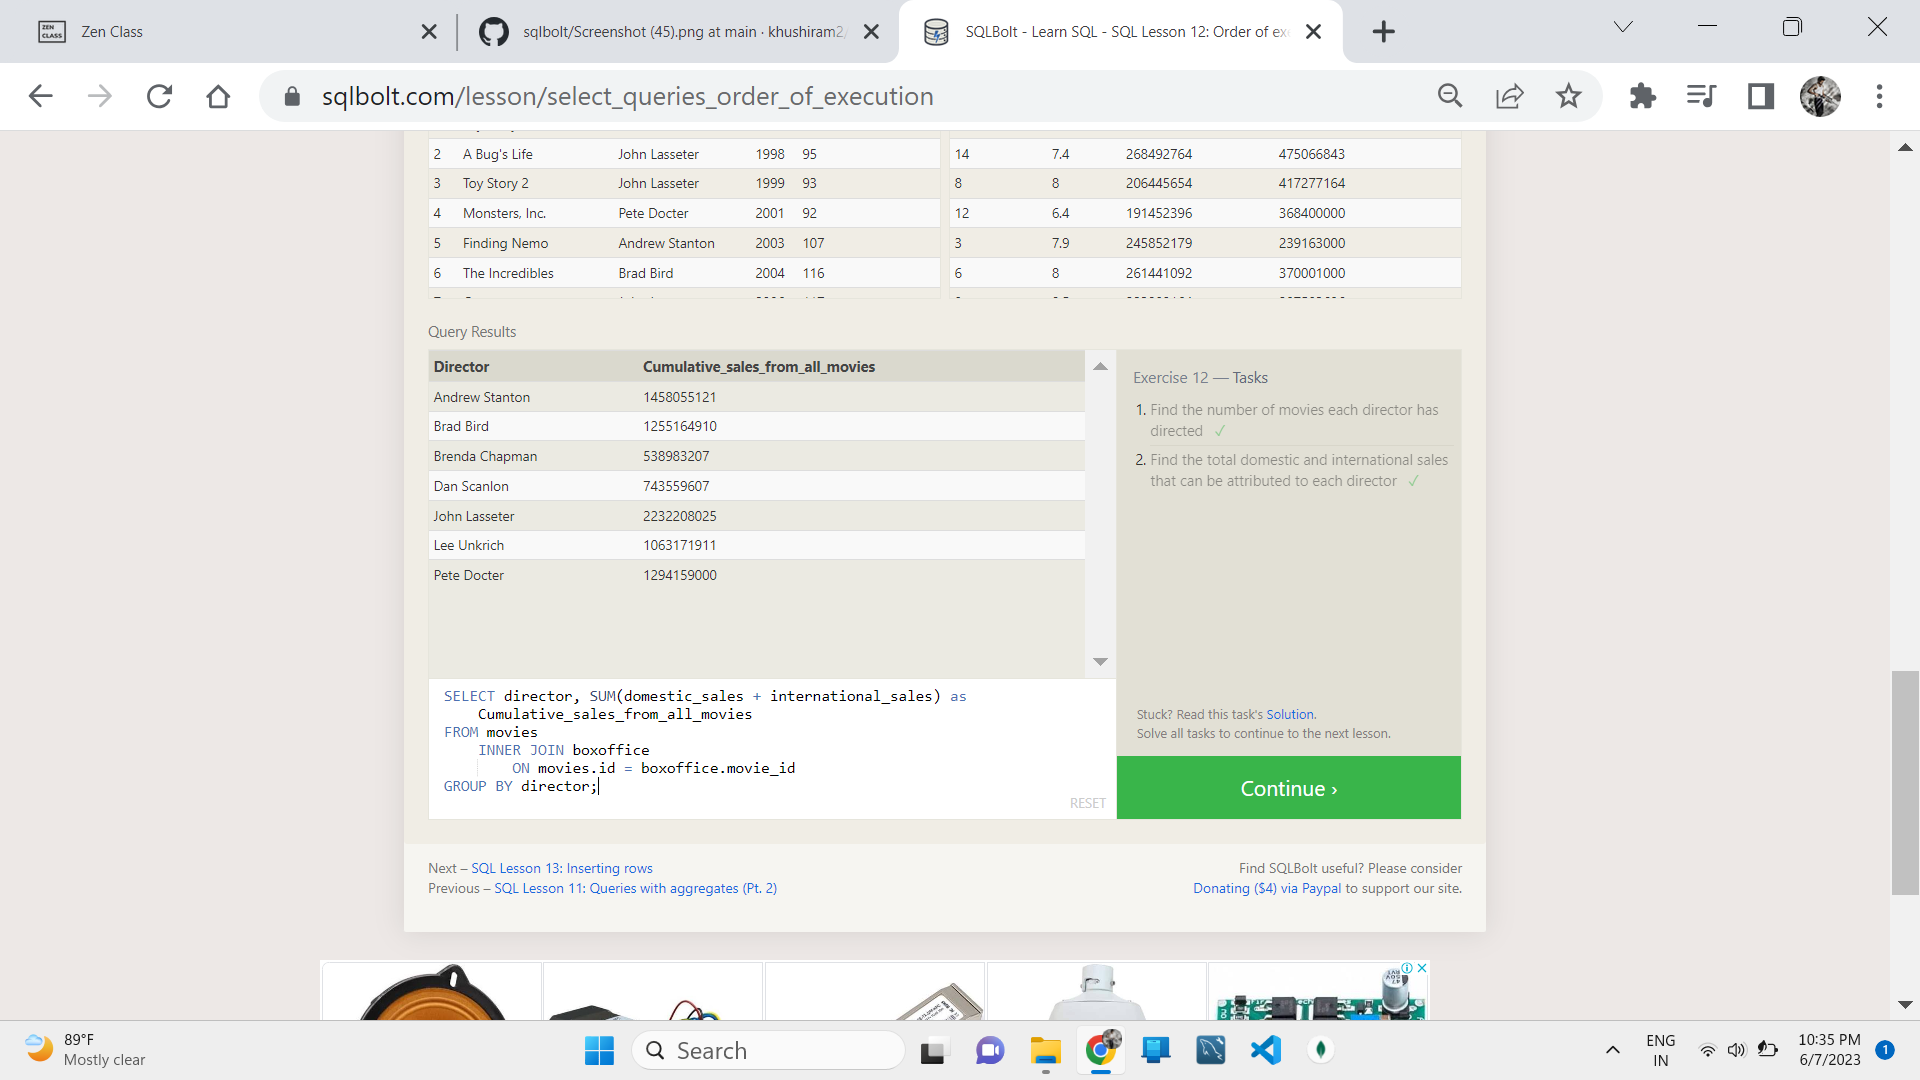 Zen Class
sqlbolt/Screenshot (45).png at main · khushiram2/
SQLBolt - Learn SQL - SQL Lesson 12: Order of exe
sqlbolt.com/lesson/select_queries_order_of_execution
2 A Bug's Life John Lasseter 1998 95 14 7.4 268492764 475066843
3 Toy Story 2 John Lasseter 1999 93 8 8 206445654 417277164
4 Monsters, Inc. Pete Docter 2001 92 12 6.4 191452396 368400000
5 Finding Nemo Andrew Stanton 2003 107 3 7.9 245852179 239163000
6 The Incredibles Brad Bird 2004 116 6 8 261441092 370001000
Query Results
Director Cumulative_sales_from_all_movies
Andrew Stanton 1458055121
Brad Bird 1255164910
Brenda Chapman 538983207
Dan Scanlon 743559607
John Lasseter 2232208025
Lee Unkrich 1063171911
Pete Docter 1294159000
Exercise 12 — Tasks
1. Find the number of movies each director has
directed ✓
2. Find the total domestic and international sales
that can be attributed to each director ✓
Stuck? Read this task's Solution.
Solve all tasks to continue to the next lesson.
Continue ›
SELECT director, SUM(domestic_sales + international_sales) as
Cumulative_sales_from_all_movies
FROM movies
INNER JOIN boxoffice
ON movies.id = boxoffice.movie_id
GROUP BY director;
RESET
Next – SQL Lesson 13: Inserting rows
Previous – SQL Lesson 11: Queries with aggregates (Pt. 2)
Find SQLBolt useful? Please consider
Donating ($4) via Paypal to support our site.
89°F
Mostly clear
Search
ENG
IN
10:35 PM
6/7/2023
1